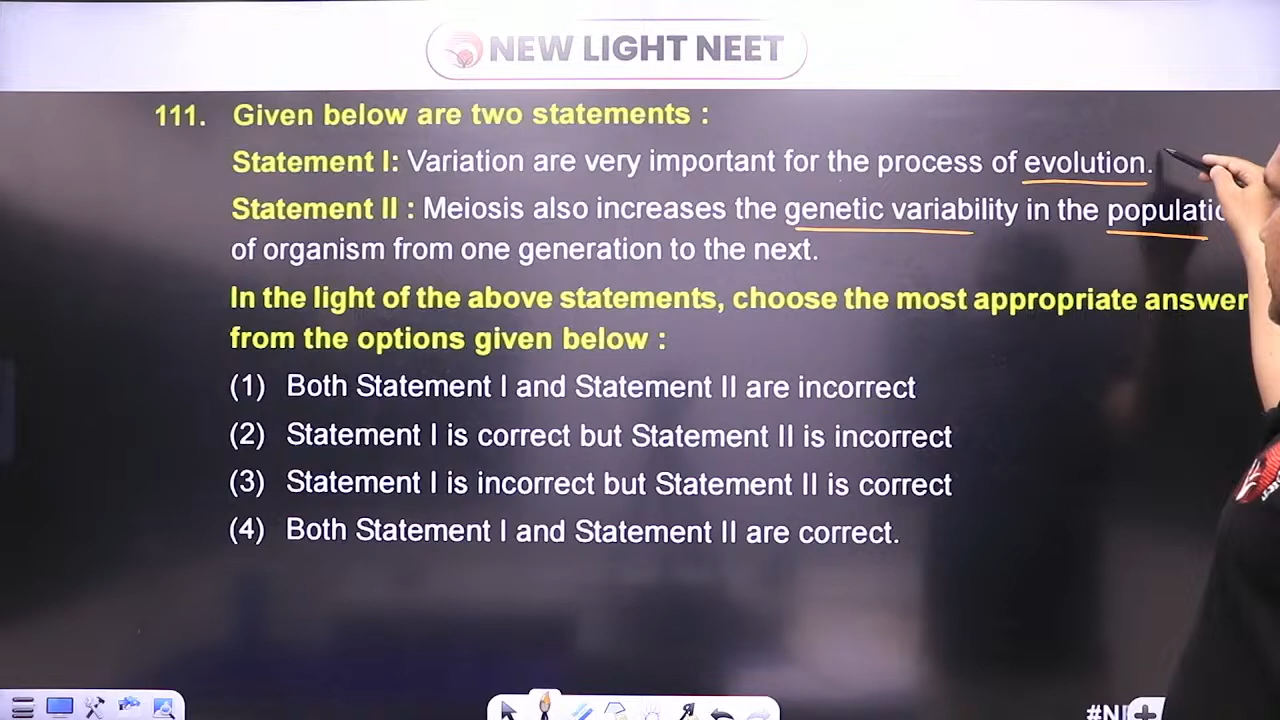 NEW LIGHT NEET
111. Given below are two statements :
Statement I: Variation are very important for the process of evolution.
Statement II : Meiosis also increases the genetic variability in the
of organism from one generation to the next.
In the light of the above statements, choose the most appropriate answer
from the options given below :
(1) Both Statement I and Statement II are incorrect
(2) Statement I is correct but Statement II is incorrect
(3) Statement I is incorrect but Statement II is correct
(4) Both Statement I and Statement II are correct.